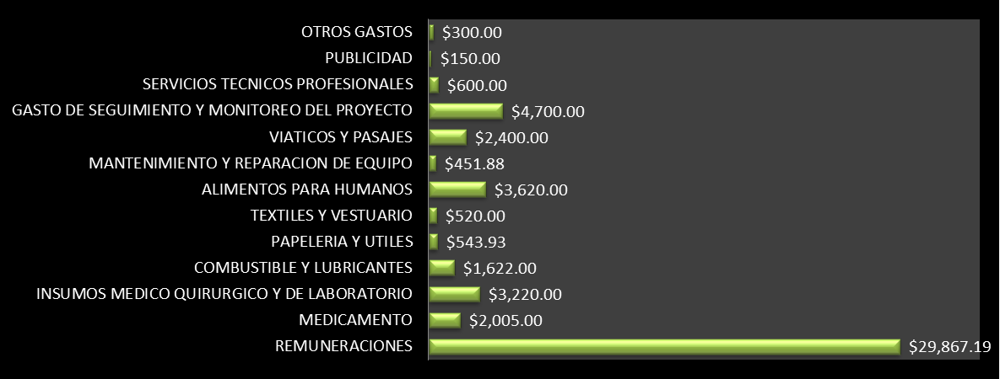 OTROS GASTOS $300.00
PUBLICIDAD $150.00
SERVICIOS TECNICOS PROFESIONALES $600.00
GASTO DE SEGUIMIENTO Y MONITOREO DEL PROYECTO $4,700.00
VIATICOS Y PASAJES $2,400.00
MANTENIMIENTO Y REPARACION DE EQUIPO $451.88
ALIMENTOS PARA HUMANOS $3,620.00
TEXTILES Y VESTUARIO $520.00
PAPELERIA Y UTILES $543.93
COMBUSTIBLE Y LUBRICANTES $1,622.00
INSUMOS MEDICO QUIRURGICO Y DE LABORATORIO $3,220.00
MEDICAMENTO $2,005.00
REMUNERACIONES $29,867.19